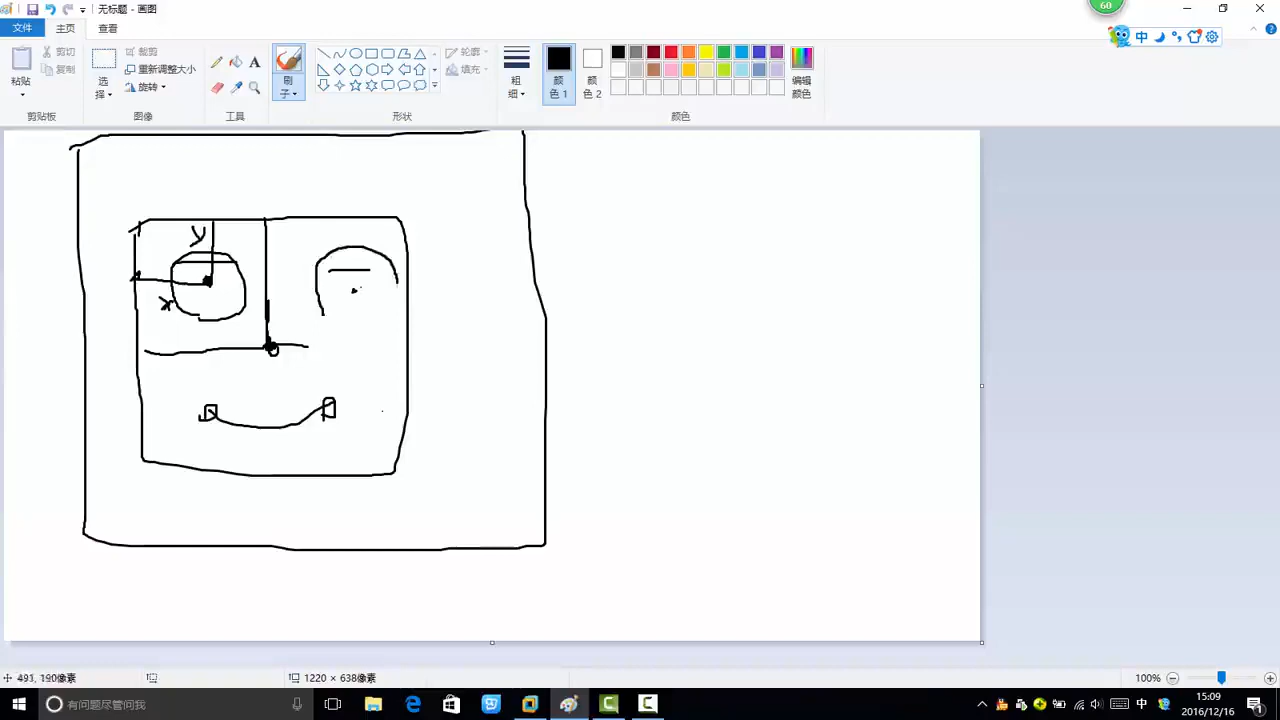 无标题 - 画图
60
文件 主页 查看
中
粘贴
剪切
复制
选择
裁剪
重新调整大小
旋转
A
刷子
轮廓
填充
粗细
颜色 1
颜色 2
编辑颜色
剪贴板 图像 工具 形状 颜色
y
x
491, 190像素 1220 × 638像素 100%
有问题尽管问我
中
15:09
2016/12/16
1